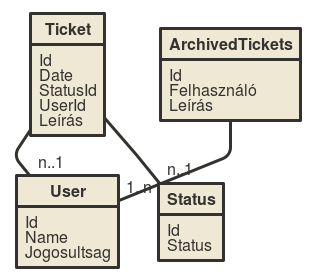 Ticket
Id
Date
StatusId
UserId
Leírás
ArchivedTickets
Id
Felhasználó
Leírás
n..1
n..1
1..n
User
Id
Name
Jogosultsag
Status
Id
Status